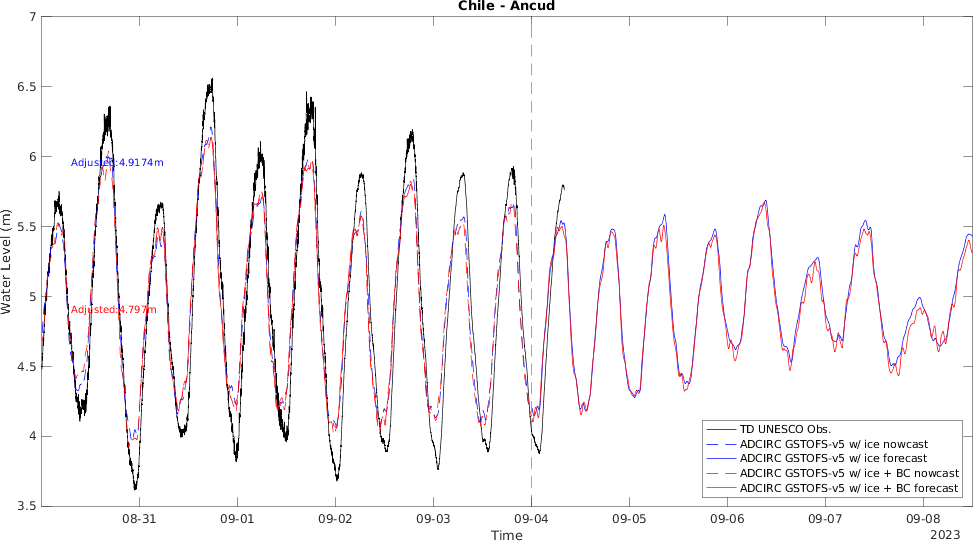 Chile - Ancud
7
6.5
6
5.5
5
4.5
4
3.5
Water Level (m)
Adjusted:4.9174m
Adjusted:4.797m
TD UNESCO Obs.
ADCIRC GSTOFS-v5 w/ ice nowcast
ADCIRC GSTOFS-v5 w/ ice forecast
ADCIRC GSTOFS-v5 w/ ice + BC nowcast
ADCIRC GSTOFS-v5 w/ ice + BC forecast
08-31 09-01 09-02 09-03 09-04 09-05 09-06 09-07 09-08
Time
2023